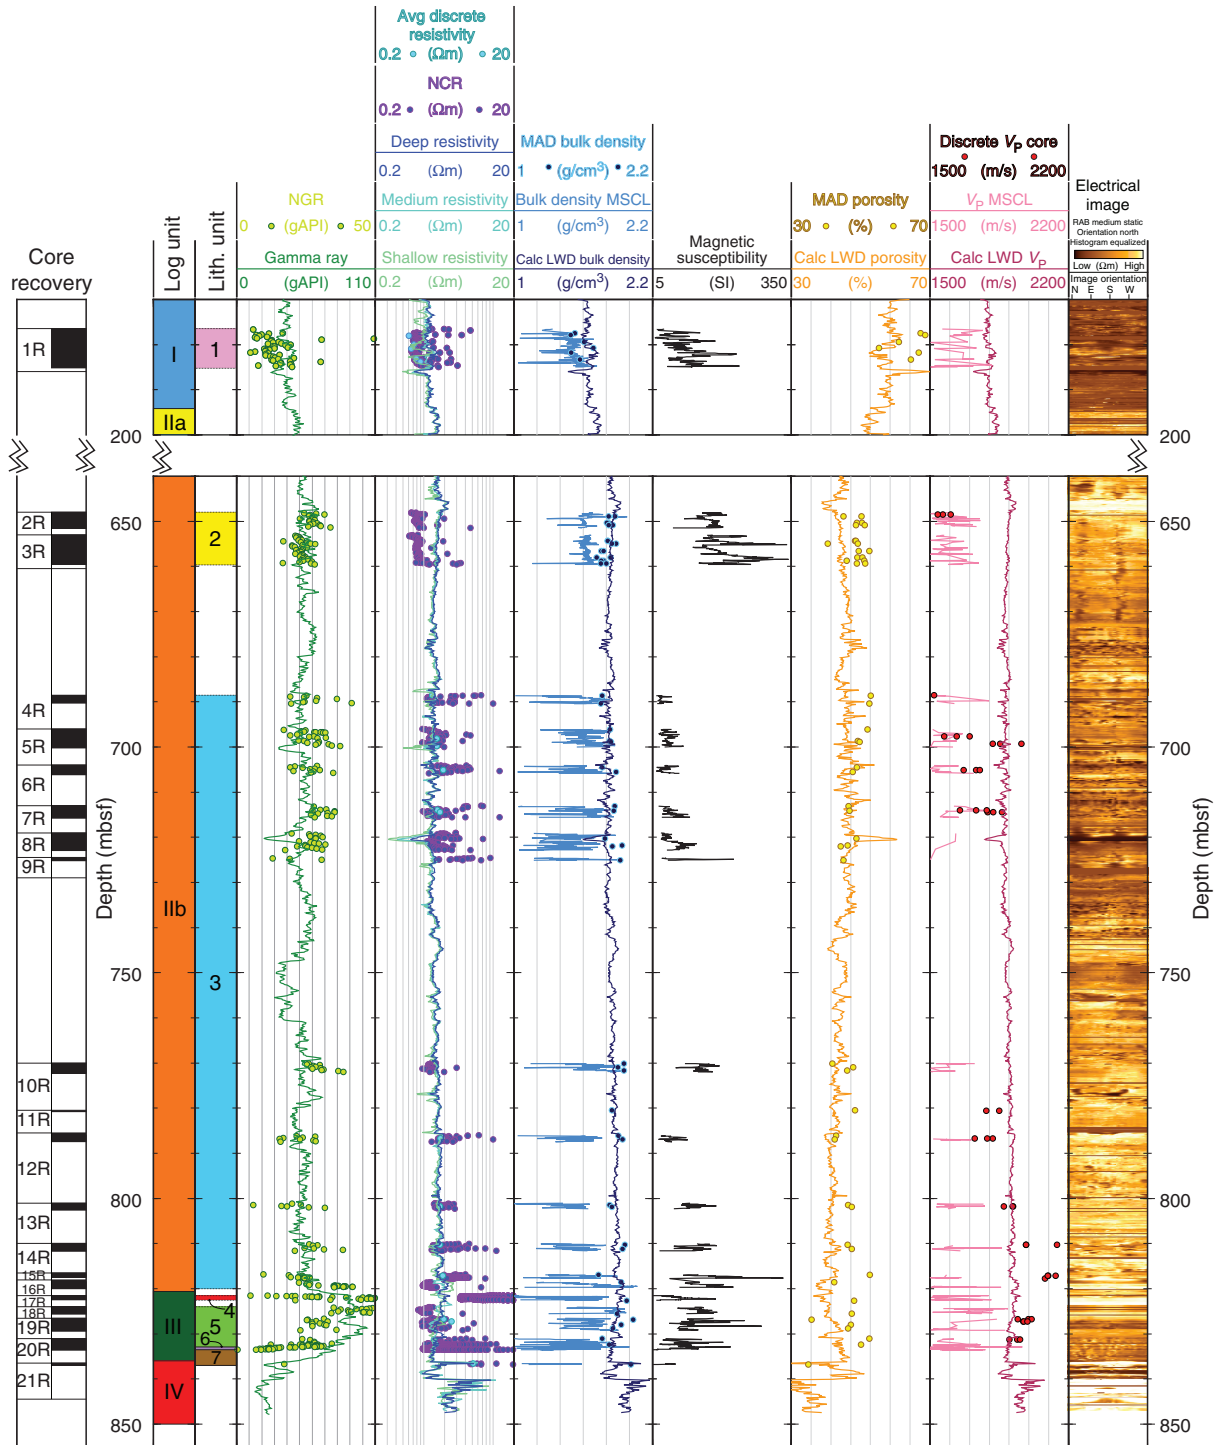 Avg discrete
resistivity
0.2 (Ωm) 20
NCR
0.2 (Ωm) 20
Deep resistivity
0.2 (Ωm) 20
Medium resistivity
0.2 (Ωm) 20
Shallow resistivity
0.2 (Ωm) 20
MAD bulk density
1 (g/cm³) 2.2
Bulk density MSCL
1 (g/cm³) 2.2
Calc LWD bulk density
1 (g/cm³) 2.2
Discrete VP core
1500 (m/s) 2200
VP MSCL
1500 (m/s) 2200
Calc LWD VP
1500 (m/s) 2200
Electrical
image
RAB medium static
Orientation north
Histogram equalized
Low (Ωm) High
Image orientation
N E S W
NGR
0 (gAPI) 50
Gamma ray
0 (gAPI) 110
MAD porosity
30 (%) 70
Calc LWD porosity
30 (%) 70
Magnetic
susceptibility
5 (SI) 350
Core
recovery
Log unit
Lith. unit
1R
I
1
IIa
200
200
2R
650
2
650
3R
4R
5R
700
700
6R
7R
8R
9R
Depth (mbsf)
Depth (mbsf)
IIb
3
750
750
10R
11R
12R
800
800
13R
14R
15R
16R
17R
18R
19R
20R
21R
III
4
5
6
7
IV
850
850